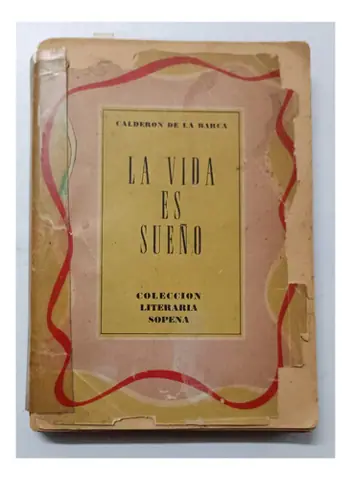 CALDERON DE LA BARCA
LA VIDA
ES
SUEÑO
COLECCION
LITERARIA
SOPENA